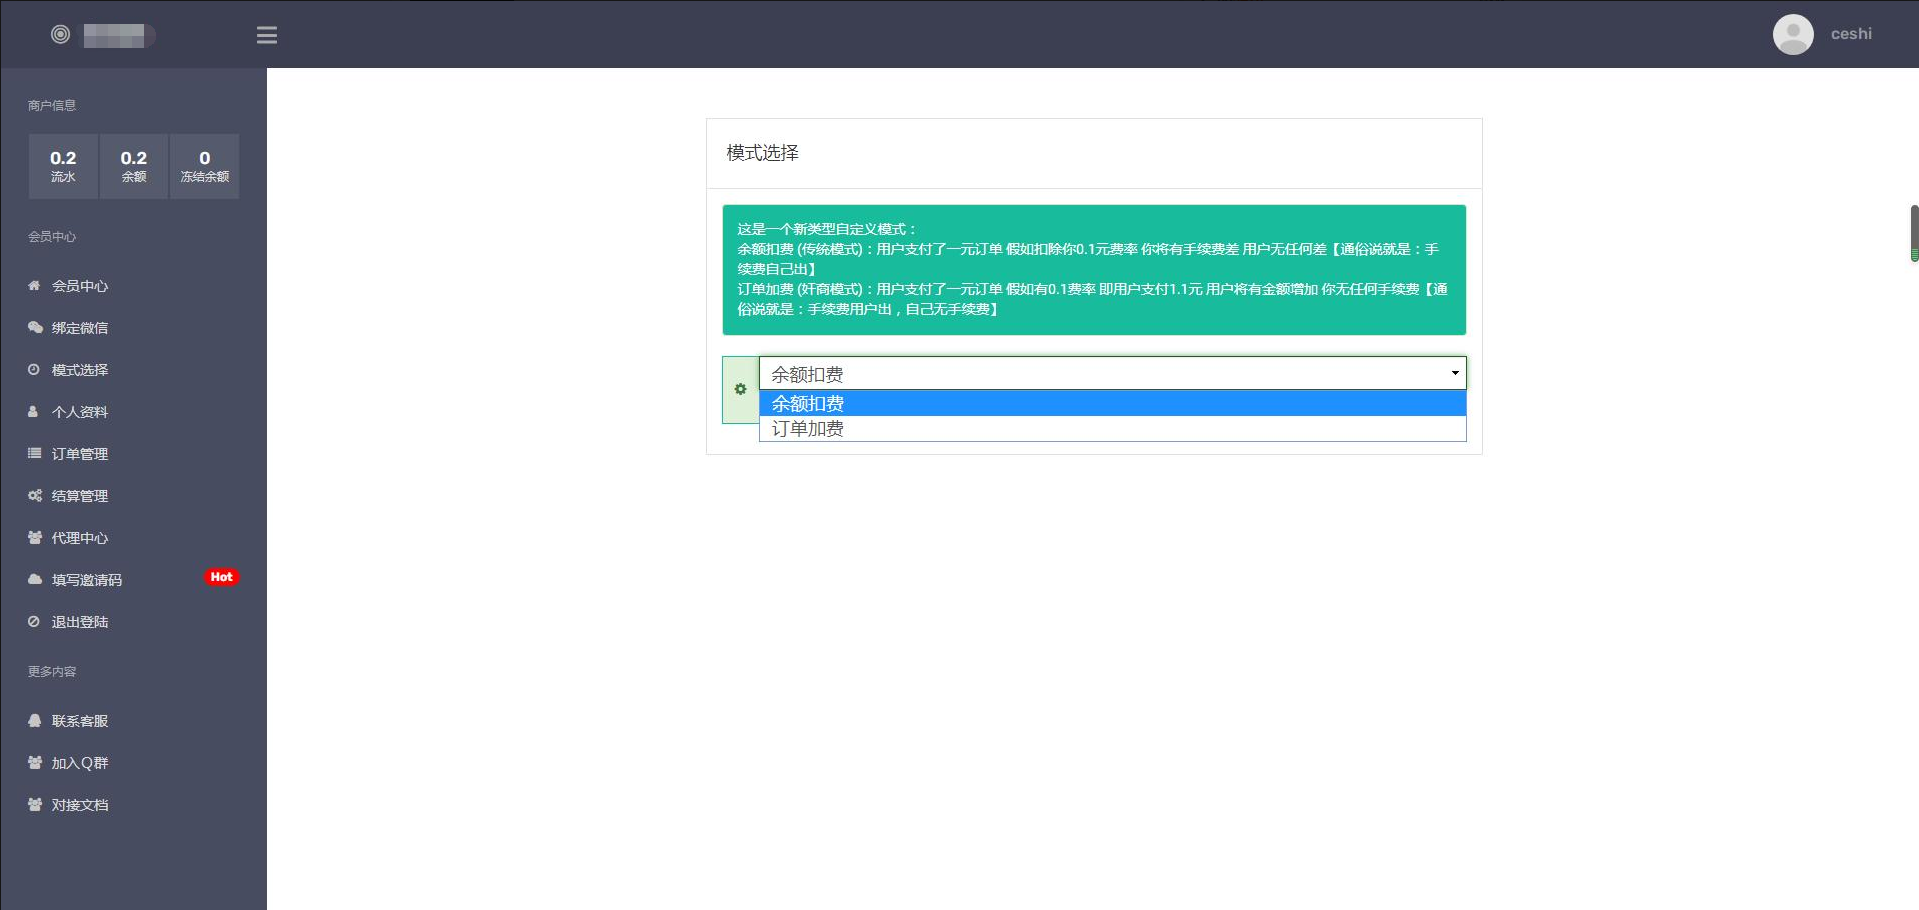 ceshi
商户信息
0.2 0.2 0
流水 余额 冻结余额
会员中心
会员中心
绑定微信
模式选择
个人资料
订单管理
结算管理
代理中心
填写邀请码 Hot
退出登陆
更多内容
联系客服
加入Q群
对接文档
模式选择
这是一个新类型自定义模式：
余额扣费 (传统模式)：用户支付了一元订单 假如扣除你0.1元费率 你将有手续费差 用户无任何差【通俗说就是：手
续费自己出】
订单加费 (奸商模式)：用户支付了一元订单 假如有0.1费率 即用户支付1.1元 用户将有金额增加 你无任何手续费【通
俗说就是：手续费用户出，自己无手续费】
余额扣费
余额扣费
订单加费